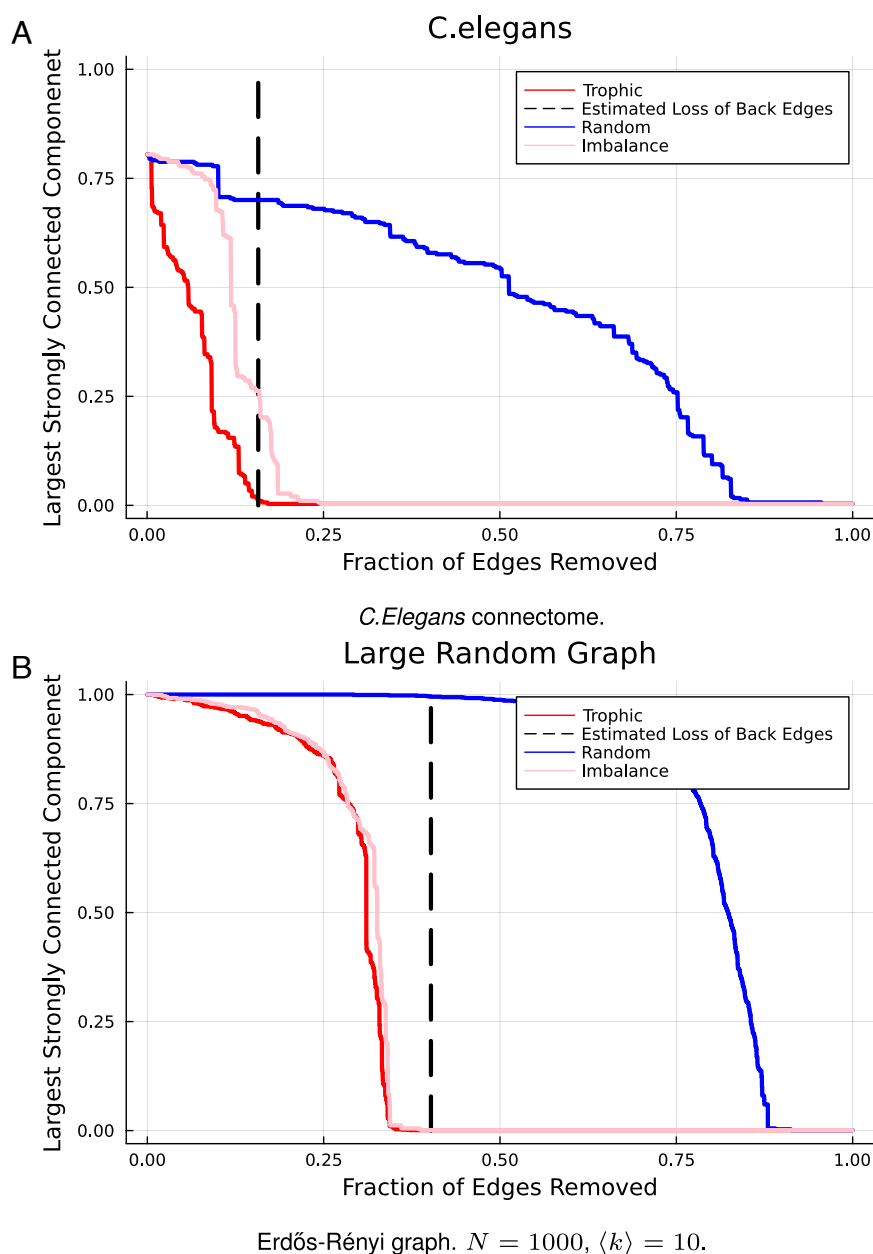 A
C.elegans
1.00
0.75
0.50
0.25
0.00
Largest Strongly Connected Componenet
Trophic
Estimated Loss of Back Edges
Random
Imbalance
0.00 0.25 0.50 0.75 1.00
Fraction of Edges Removed
C.Elegans connectome.
B
Large Random Graph
1.00
0.75
0.50
0.25
0.00
Largest Strongly Connected Componenet
Trophic
Estimated Loss of Back Edges
Random
Imbalance
0.00 0.25 0.50 0.75 1.00
Fraction of Edges Removed
Erdős-Rényi graph. N = 1000, ⟨k⟩ = 10.